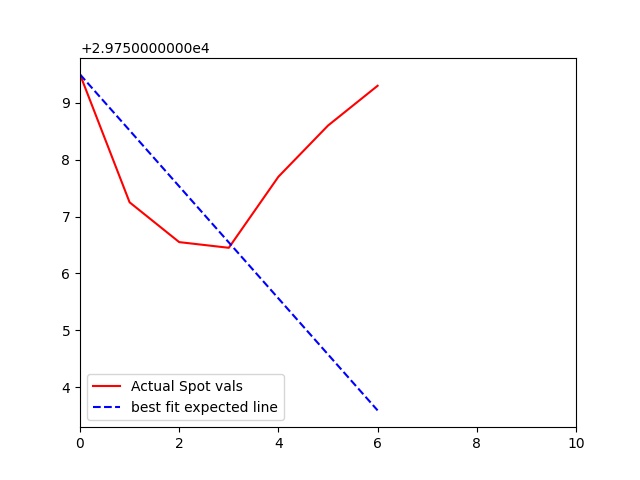 +2.9750000000e4
9
8
7
6
5
4
Actual Spot vals
best fit expected line
0 2 4 6 8 10